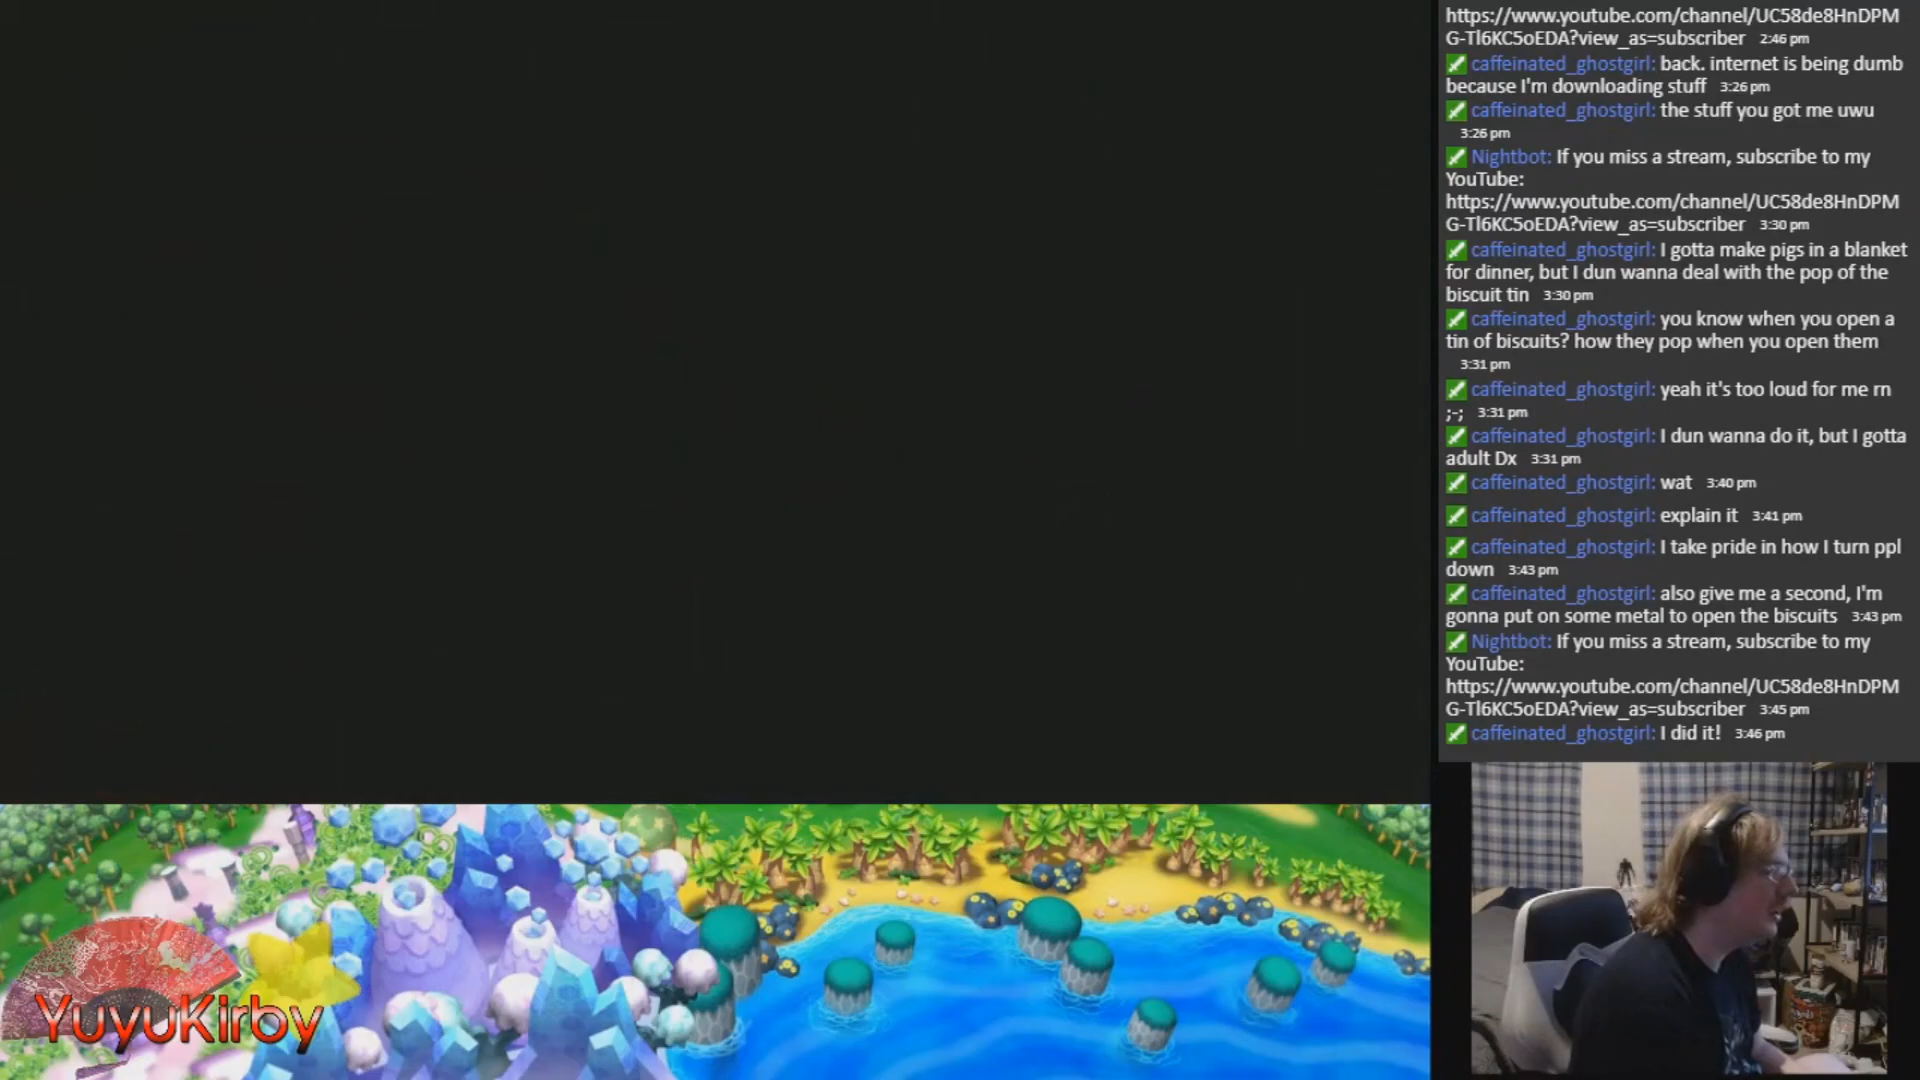 https://www.youtube.com/channel/UC58de8HnDPM
G-Tl6KC5oEDA?view_as=subscriber 2:46 pm
caffeinated_ghostgirl: back. internet is being dumb
because I'm downloading stuff 3:26 pm
caffeinated_ghostgirl: the stuff you got me uwu
3:26 pm
Nightbot: If you miss a stream, subscribe to my
YouTube:
https://www.youtube.com/channel/UC58de8HnDPM
G-Tl6KC5oEDA?view_as=subscriber 3:30 pm
caffeinated_ghostgirl: I gotta make pigs in a blanket
for dinner, but I dun wanna deal with the pop of the
biscuit tin 3:30 pm
caffeinated_ghostgirl: you know when you open a
tin of biscuits? how they pop when you open them
3:31 pm
caffeinated_ghostgirl: yeah it's too loud for me rn
;-; 3:31 pm
caffeinated_ghostgirl: I dun wanna do it, but I gotta
adult Dx 3:31 pm
caffeinated_ghostgirl: wat 3:40 pm
caffeinated_ghostgirl: explain it 3:41 pm
caffeinated_ghostgirl: I take pride in how I turn ppl
down 3:43 pm
caffeinated_ghostgirl: also give me a second, I'm
gonna put on some metal to open the biscuits 3:43 pm
Nightbot: If you miss a stream, subscribe to my
YouTube:
https://www.youtube.com/channel/UC58de8HnDPM
G-Tl6KC5oEDA?view_as=subscriber 3:45 pm
caffeinated_ghostgirl: I did it! 3:46 pm
YuyuKirby